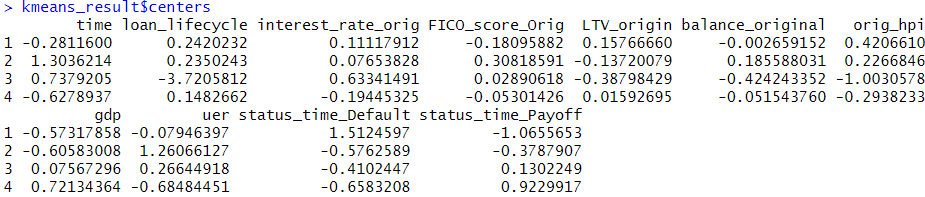 > kmeans_result$centers
time loan_lifecycle interest_rate_orig FICO_score_Orig LTV_origin balance_original orig_hpi
1 -0.2811600 0.2420232 0.11117912 -0.18095882 0.15766660 -0.002659152 0.4206610
2 1.3036214 0.2350243 0.07653828 0.30818591 -0.13720079 0.185588031 0.2266846
3 0.7379205 -3.7205812 0.63341491 0.02890618 -0.38798429 -0.424243352 -1.0030578
4 -0.6278937 0.1482662 -0.19445325 -0.05301426 0.01592695 -0.051543760 -0.2938233
gdp uer status_time_Default status_time_Payoff
1 -0.57317858 -0.07946397 1.5124597 -1.0655653
2 -0.60583008 1.26066127 -0.5762589 -0.3787907
3 0.07567296 0.26644918 -0.4102447 0.1302249
4 0.72134364 -0.68484451 -0.6583208 0.9229917